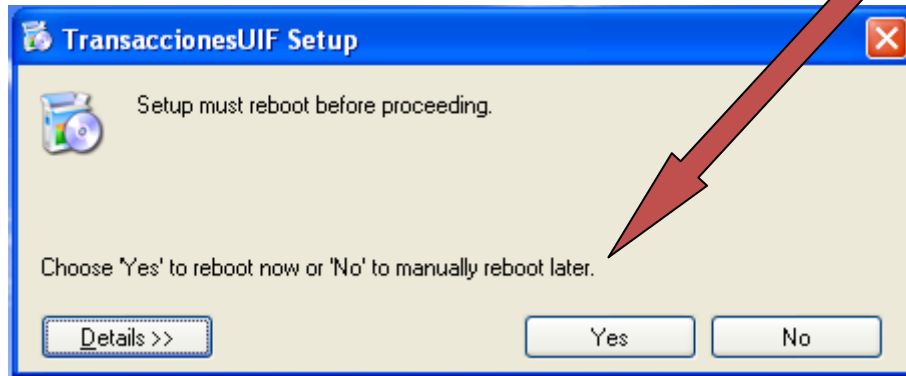 TransaccionesUIF Setup
Setup must reboot before proceeding.
Choose 'Yes' to reboot now or 'No' to manually reboot later.
Details >>
Yes
No